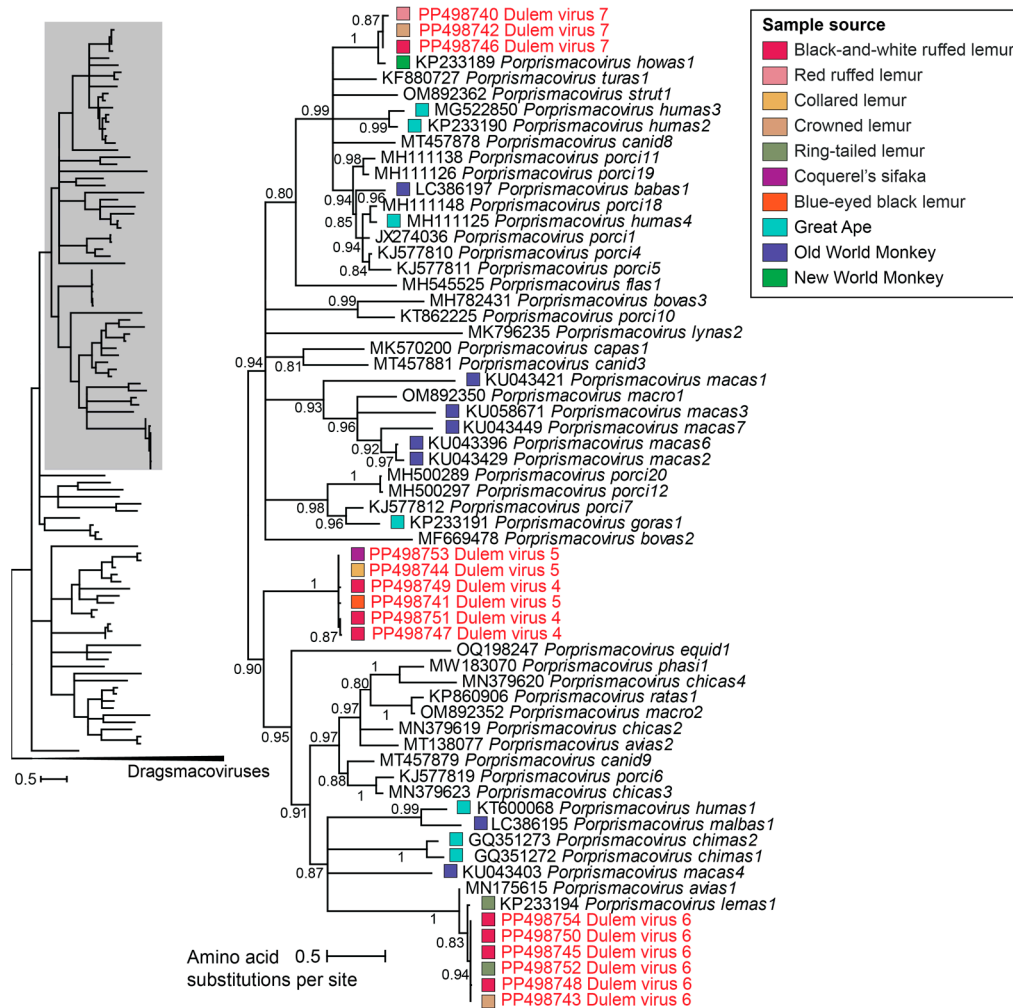 0.87
PP498740 Dulem virus 7
PP498742 Dulem virus 7
1
PP498746 Dulem virus 7
KP233189 Porprismacovirus howas1
KF880727 Porprismacovirus turas1
OM892362 Porprismacovirus strut1
0.99
MG522850 Porprismacovirus humas3
0.99
KP233190 Porprismacovirus humas2
MT457878 Porprismacovirus canid8
0.98
MH111138 Porprismacovirus porci11
MH111126 Porprismacovirus porci19
0.80
0.94
0.96
LC386197 Porprismacovirus babas1
MH111148 Porprismacovirus porci18
0.85
MH111125 Porprismacovirus humas4
JX274036 Porprismacovirus porci1
0.94
KJ577810 Porprismacovirus porci4
0.84
KJ577811 Porprismacovirus porci5
MH545525 Porprismacovirus flas1
0.99
MH782431 Porprismacovirus bovas3
KT862225 Porprismacovirus porci10
MK796235 Porprismacovirus lynas2
MK570200 Porprismacovirus capas1
0.94
0.81
MT457881 Porprismacovirus canid3
KU043421 Porprismacovirus macas1
0.93
OM892350 Porprismacovirus macro1
KU058671 Porprismacovirus macas3
0.96
KU043449 Porprismacovirus macas7
0.92
KU043396 Porprismacovirus macas6
0.97
KU043429 Porprismacovirus macas2
1
MH500289 Porprismacovirus porci20
MH500297 Porprismacovirus porci12
0.98
KJ577812 Porprismacovirus porci7
0.96
KP233191 Porprismacovirus goras1
MF669478 Porprismacovirus bovas2
PP498753 Dulem virus 5
PP498744 Dulem virus 5
1
PP498749 Dulem virus 4
PP498741 Dulem virus 5
PP498751 Dulem virus 4
0.87
PP498747 Dulem virus 4
OQ198247 Porprismacovirus equid1
0.90
1
MW183070 Porprismacovirus phasi1
0.80
MN379620 Porprismacovirus chicas4
KP860906 Porprismacovirus ratas1
0.97
1
OM892352 Porprismacovirus macro2
MN379619 Porprismacovirus chicas2
0.95
0.97
MT138077 Porprismacovirus avias2
MT457879 Porprismacovirus canid9
0.88
KJ577819 Porprismacovirus porci6
1
MN379623 Porprismacovirus chicas3
0.91
0.99
KT600068 Porprismacovirus humas1
LC386195 Porprismacovirus malbas1
GQ351273 Porprismacovirus chimas2
1
GQ351272 Porprismacovirus chimas1
0.87
KU043403 Porprismacovirus macas4
MN175615 Porprismacovirus avias1
KP233194 Porprismacovirus lemas1
1
PP498754 Dulem virus 6
PP498750 Dulem virus 6
0.83
PP498745 Dulem virus 6
PP498752 Dulem virus 6
0.94
PP498748 Dulem virus 6
PP498743 Dulem virus 6
Dragsmacoviruses
0.5
Amino acid 0.5
substitutions per site
Sample source
Black-and-white ruffed lemur
Red ruffed lemur
Collared lemur
Crowned lemur
Ring-tailed lemur
Coquerel's sifaka
Blue-eyed black lemur
Great Ape
Old World Monkey
New World Monkey